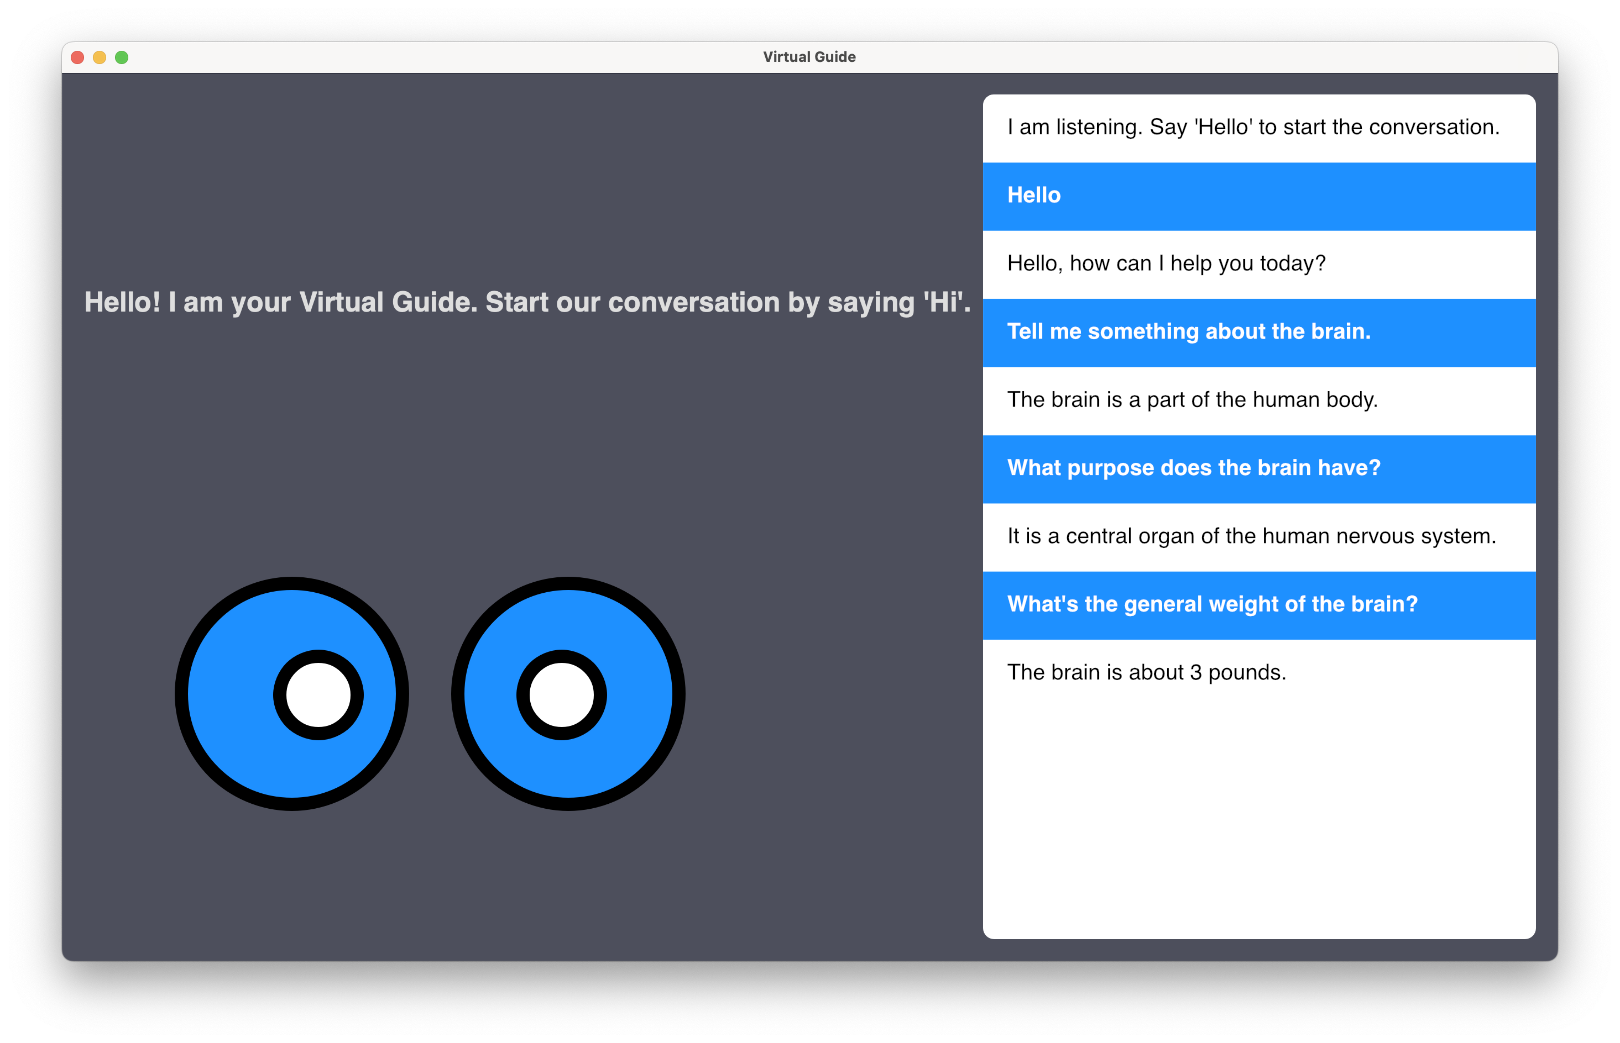 Virtual Guide
Hello! I am your Virtual Guide. Start our conversation by saying 'Hi'.
I am listening. Say 'Hello' to start the conversation.
Hello
Hello, how can I help you today?
Tell me something about the brain.
The brain is a part of the human body.
What purpose does the brain have?
It is a central organ of the human nervous system.
What's the general weight of the brain?
The brain is about 3 pounds.